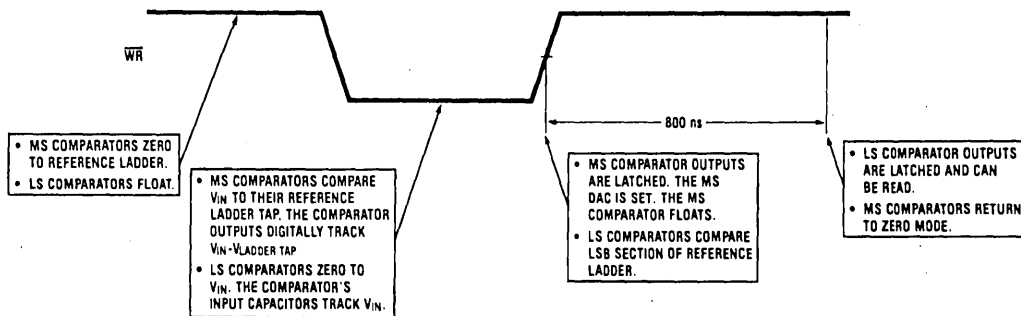 WR
800 ns
• MS COMPARATORS ZERO
TO REFERENCE LADDER.
• LS COMPARATORS FLOAT.
• MS COMPARATORS COMPARE
VIN TO THEIR REFERENCE
LADDER TAP, THE COMPARATOR
OUTPUTS DIGITALLY TRACK
VIN-VLADDER TAP
• LS COMPARATORS ZERO TO
VIN. THE COMPARATOR'S
INPUT CAPACITORS TRACK VIN.
• MS COMPARATOR OUTPUTS
ARE LATCHED. THE MS
DAC IS SET. THE MS
COMPARATOR FLOATS.
• LS COMPARATORS COMPARE
LSB SECTION OF REFERENCE
LADDER.
• LS COMPARATOR OUTPUTS
ARE LATCHED AND CAN
BE READ.
• MS COMPARATORS RETURN
TO ZERO MODE.